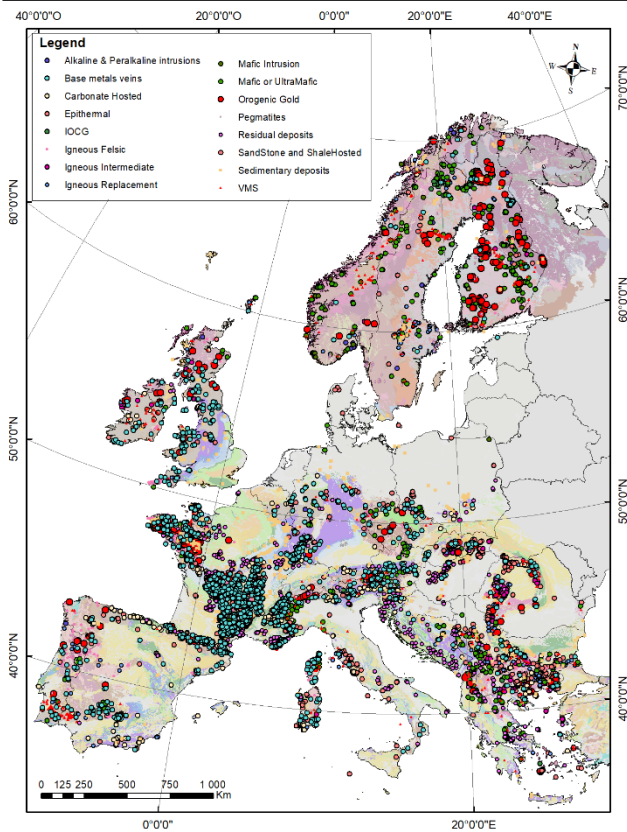 40°0'0"W 20°0'0"W 0°0'0" 20°0'0"E 40°0'0"E
Legend
Alkaline & Peralkaline intrusions
Base metals veins
Carbonate Hosted
Epithermal
IOCG
Igneous Felsic
Igneous Intermediate
Igneous Replacement
Mafic Intrusion
Mafic or UltraMafic
Orogenic Gold
Pegmatites
Residual deposits
SandStone and ShaleHosted
Sedimentary deposits
VMS
N
W E
S
70°0'0"N
60°0'0"N
60°0'0"N
50°0'0"N
50°0'0"N
40°0'0"N
40°0'0"N
0 125 250 500 750 1 000
Km
0°0'0" 20°0'0"E